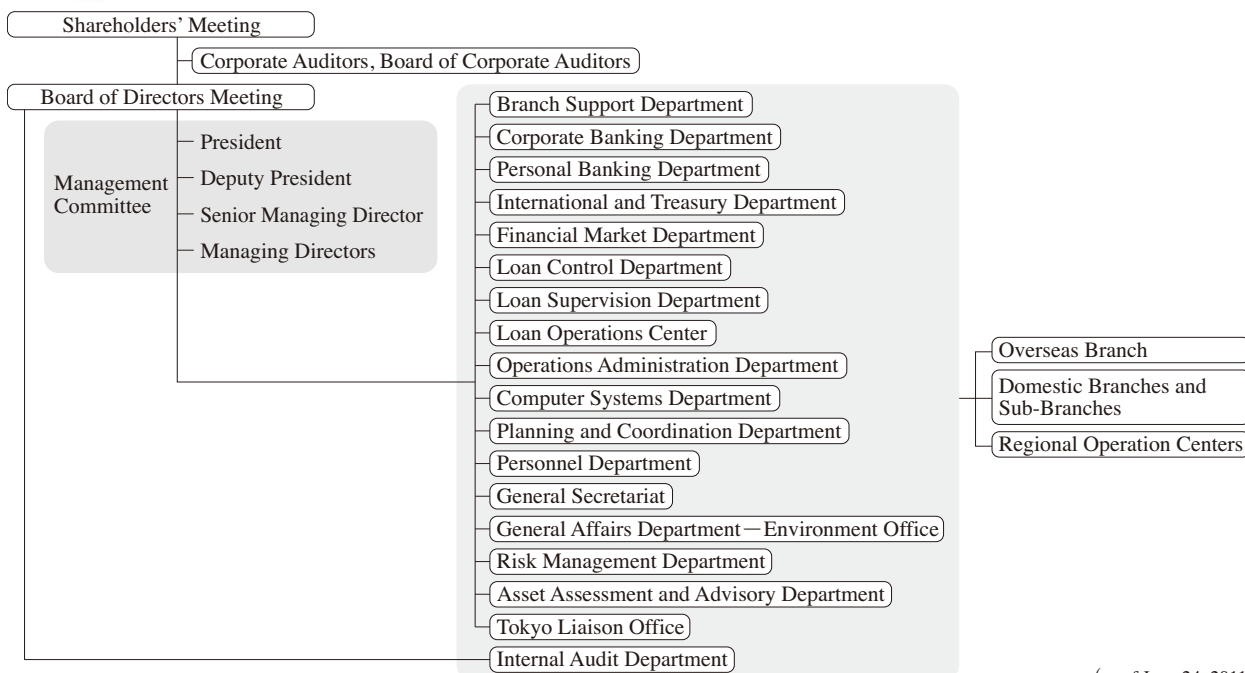 Shareholders’ Meeting
Corporate Auditors, Board of Corporate Auditors
Board of Directors Meeting
Management
Committee
President
Deputy President
Senior Managing Director
Managing Directors
Branch Support Department
Corporate Banking Department
Personal Banking Department
International and Treasury Department
Financial Market Department
Loan Control Department
Loan Supervision Department
Loan Operations Center
Operations Administration Department
Computer Systems Department
Planning and Coordination Department
Personnel Department
General Secretariat
General Affairs Department—Environment Office
Risk Management Department
Asset Assessment and Advisory Department
Tokyo Liaison Office
Internal Audit Department
Overseas Branch
Domestic Branches and
Sub-Branches
Regional Operation Centers